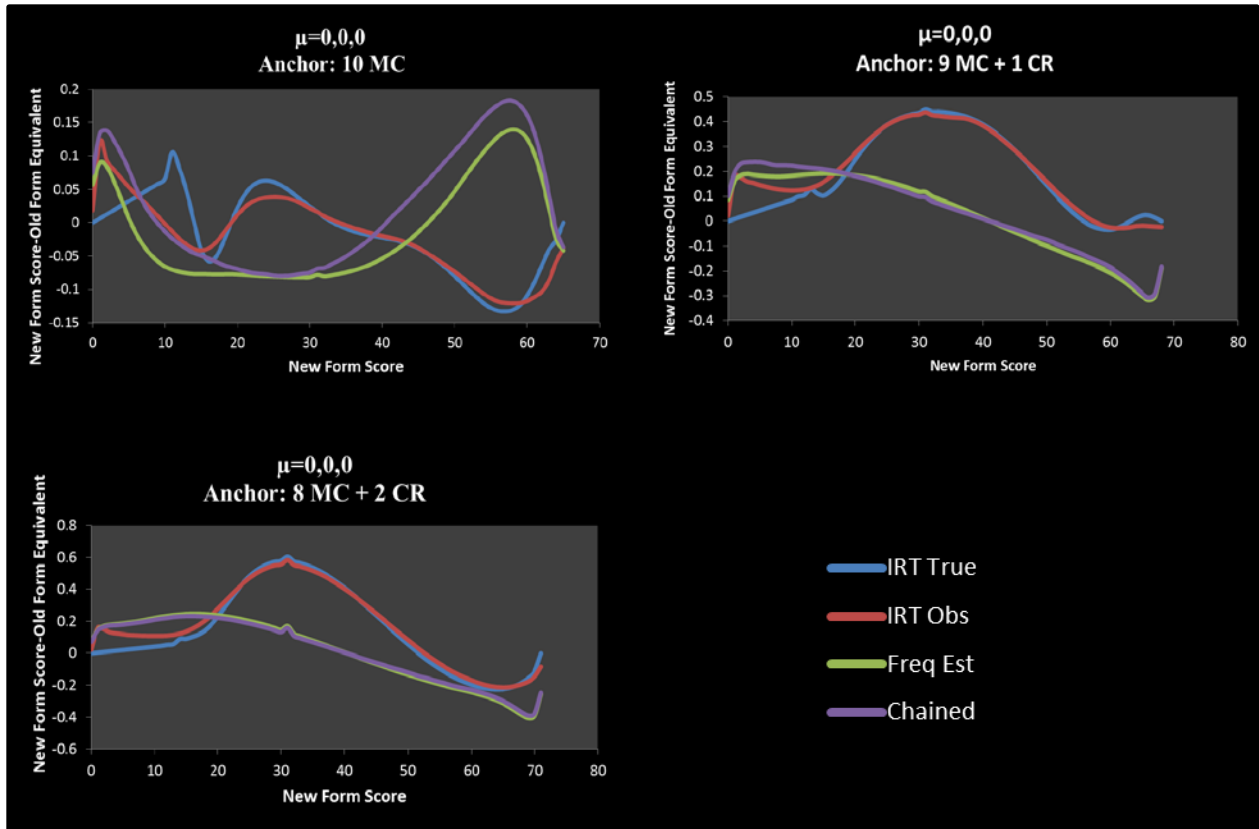 μ=0,0,0
Anchor: 10 MC
New Form Score-Old Form Equivalent
0.2
0.15
0.1
0.05
0
-0.05
-0.1
-0.15
0 10 20 30 40 50 60 70
New Form Score
μ=0,0,0
Anchor: 9 MC + 1 CR
New Form Score-Old Form Equivalent
0.5
0.4
0.3
0.2
0.1
0
-0.1
-0.2
-0.3
-0.4
0 10 20 30 40 50 60 70 80
New Form Score
μ=0,0,0
Anchor: 8 MC + 2 CR
New Form Score-Old Form Equivalent
0.8
0.6
0.4
0.2
0
-0.2
-0.4
-0.6
0 10 20 30 40 50 60 70 80
New Form Score
IRT True
IRT Obs
Freq Est
Chained